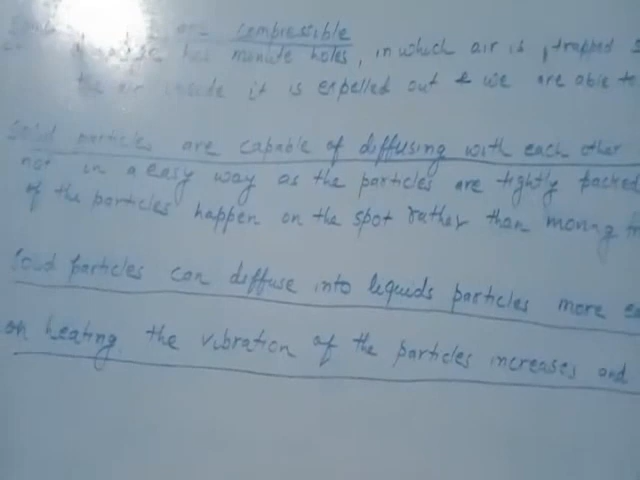 are compressible
has minute holes, in which air is, trapped
the air inside it is expelled out & we are able to
Solid particles are capable of diffusing with each other
not in a easy way as the particles are tightly packed
of the particles happen on the spot rather than moving
Solid Particles can diffuse into liquids particles more
on heating the vibration of the particles increases and